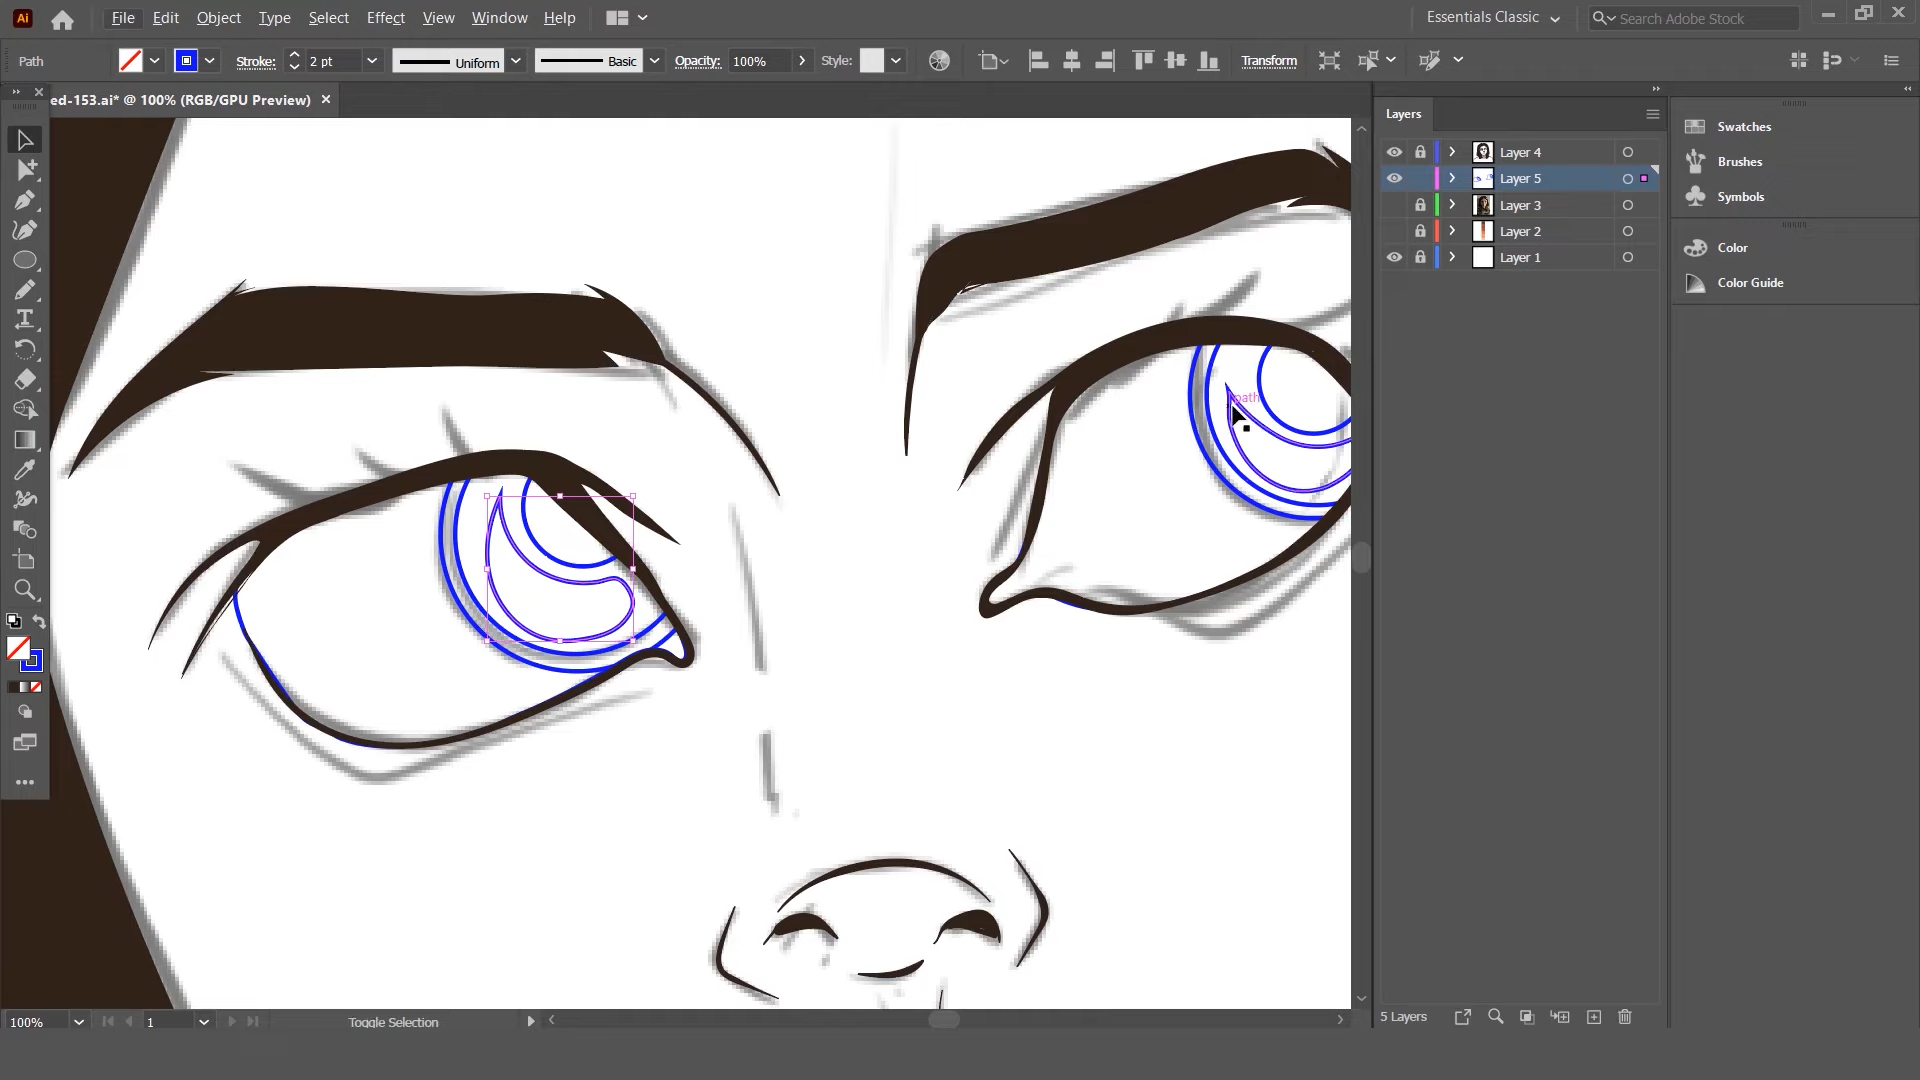 Ai File Edit Object Type Select Effect View Window Help Essentials Classic Search Adobe Stock
Path Stroke: 2 pt Uniform Basic Opacity: 100% Style: Transform
ed-153.ai* @ 100% (RGB/GPU Preview)
Layers
Layer 4
Layer 5
Layer 3
Layer 2
Layer 1
Swatches
Brushes
Symbols
Color
Color Guide
path
100% 1 Toggle Selection
5 Layers